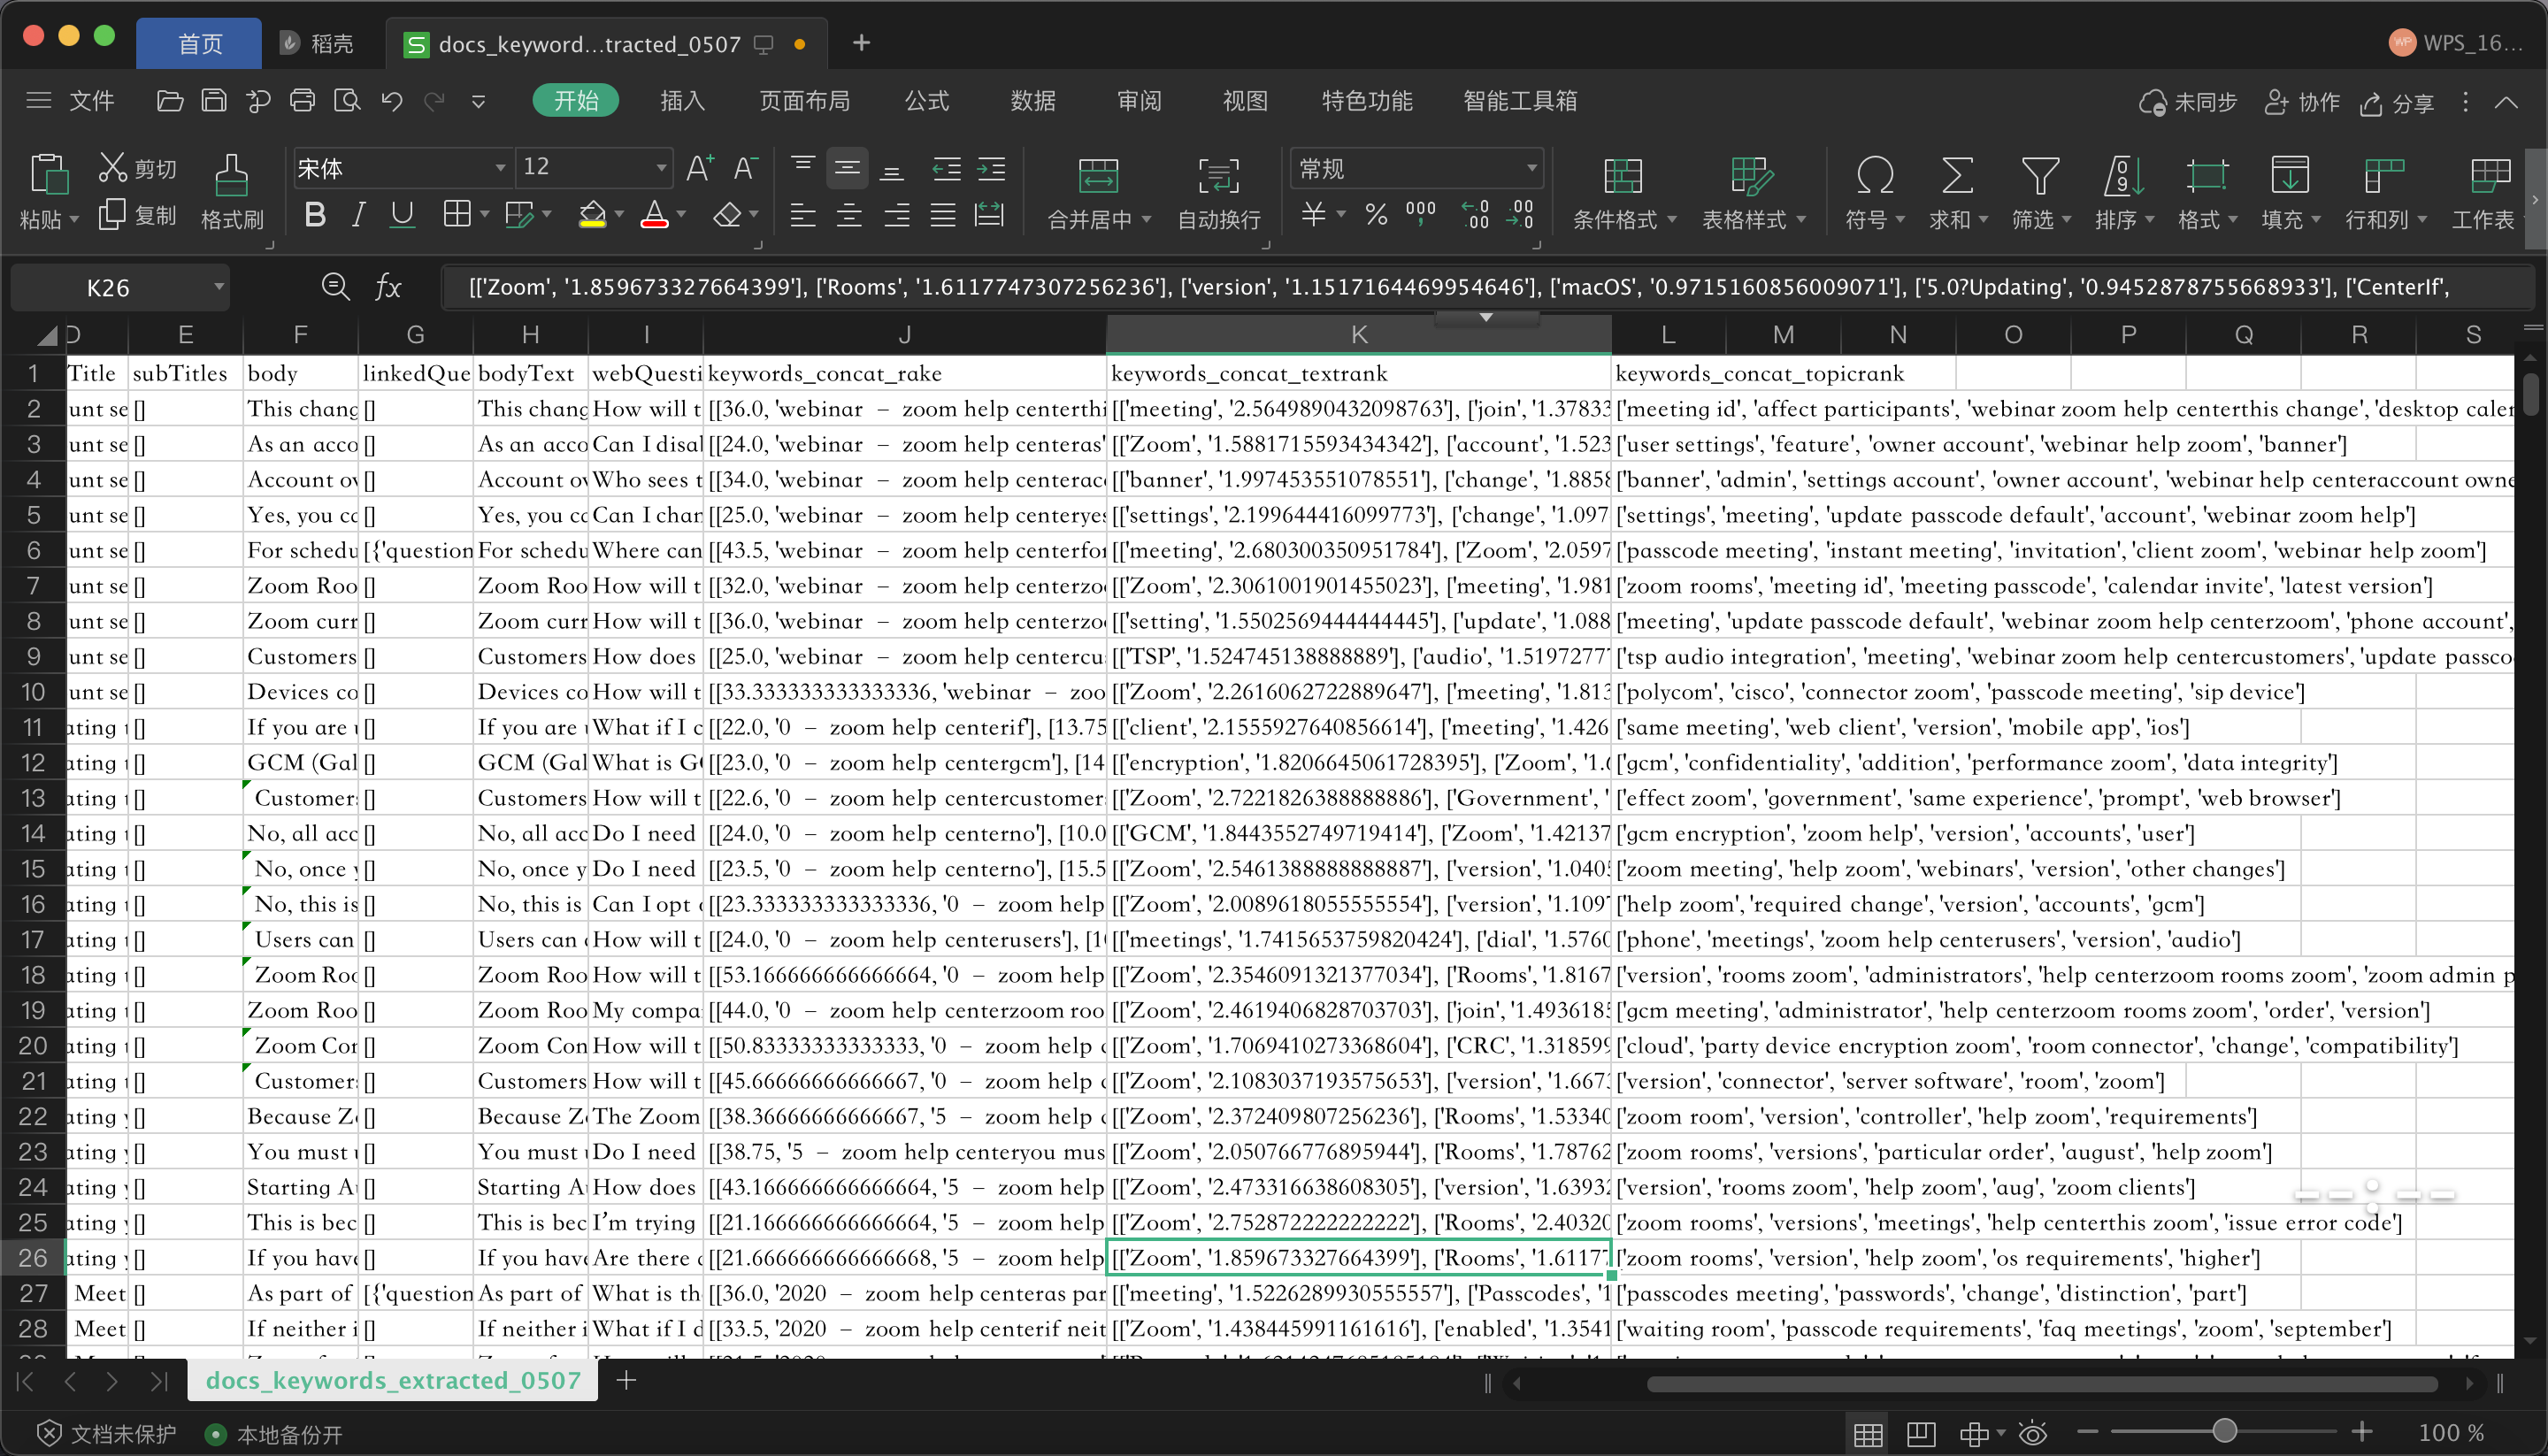 首页 稻壳 docs_keyword...tracted_0507 WPS_16...
文件 开始 插入 页面布局 公式 数据 审阅 视图 特色功能 智能工具箱 未同步 协作 分享
粘贴 剪切 复制 格式刷 宋体 12 合并居中 自动换行 常规 条件格式 表格样式 符号 求和 筛选 排序 格式 填充 行和列 工作表
K26 fx [['Zoom', '1.859673327664399'], ['Rooms', '1.6117747307256236'], ['version', '1.1517164469954646'], ['macOS', '0.9715160856009071'], ['5.0?Updating', '0.9452878755668933'], ['CenterIf',
D E F G H I J K L M N O P Q R S
1 Title subTitles body linkedQue bodyText webQuesti keywords_concat_rake keywords_concat_textrank keywords_concat_topicrank
2 unt se [] This chang [] This chang How will t [[36.0, 'webinar – zoom help centerthi [['meeting', '2.5649890432098763'], ['join', '1.37833 ['meeting id', 'affect participants', 'webinar zoom help centerthis change', 'desktop caler
3 unt se [] As an acco [] As an acco Can I disal [[24.0, 'webinar – zoom help centeras' [['Zoom', '1.5881715593434342'], ['account', '1.523 ['user settings', 'feature', 'owner account', 'webinar help zoom', 'banner']
4 unt se [] Account ov [] Account ov Who sees t [[34.0, 'webinar – zoom help centerac [['banner', '1.997453551078551'], ['change', '1.8858 ['banner', 'admin', 'settings account', 'owner account', 'webinar help centeraccount owne
5 unt se [] Yes, you ca [] Yes, you ca Can I chan [[25.0, 'webinar – zoom help centeryes [['settings', '2.199644416099773'], ['change', '1.097 ['settings', 'meeting', 'update passcode default', 'account', 'webinar zoom help']
6 unt se [] For schedu [{'question For schedu Where can [[43.5, 'webinar – zoom help centerfor [['meeting', '2.680300350951784'], ['Zoom', '2.0597 ['passcode meeting', 'instant meeting', 'invitation', 'client zoom', 'webinar help zoom']
7 unt se [] Zoom Roo [] Zoom Roo How will t [[32.0, 'webinar – zoom help centerzo [['Zoom', '2.3061001901455023'], ['meeting', '1.981 ['zoom rooms', 'meeting id', 'meeting passcode', 'calendar invite', 'latest version']
8 unt se [] Zoom curr [] Zoom curr How will t [[36.0, 'webinar – zoom help centerzo [['setting', '1.5502569444444445'], ['update', '1.088 ['meeting', 'update passcode default', 'webinar zoom help centerzoom', 'phone account',
9 unt se [] Customers [] Customers How does [[25.0, 'webinar – zoom help centercu [['TSP', '1.524745138888889'], ['audio', '1.5197277 ['tsp audio integration', 'meeting', 'webinar zoom help centercustomers', 'update passco
10 unt se [] Devices co [] Devices co How will t [[33.333333333333336, 'webinar – zoo [['Zoom', '2.2616062722889647'], ['meeting', '1.813 ['polycom', 'cisco', 'connector zoom', 'passcode meeting', 'sip device']
11 ating t [] If you are [] If you are What if I c [[22.0, '0 – zoom help centerif'], [13.75 [['client', '2.1555927640856614'], ['meeting', '1.426 ['same meeting', 'web client', 'version', 'mobile app', 'ios']
12 ating t [] GCM (Gal [] GCM (Gal What is G [[23.0, '0 – zoom help centergcm'], [14 [['encryption', '1.8206645061728395'], ['Zoom', '1. ['gcm', 'confidentiality', 'addition', 'performance zoom', 'data integrity']
13 ating t [] Customer [] Customers How will t [[22.6, '0 – zoom help centercustomer [['Zoom', '2.7221826388888886'], ['Government', ' ['effect zoom', 'government', 'same experience', 'prompt', 'web browser']
14 ating t [] No, all acc [] No, all acc Do I need [[24.0, '0 – zoom help centerno'], [10.0 [['GCM', '1.8443552749719414'], ['Zoom', '1.42137 ['gcm encryption', 'zoom help', 'version', 'accounts', 'user']
15 ating t [] No, once y [] No, once y Do I need [[23.5, '0 – zoom help centerno'], [15.5 [['Zoom', '2.5461388888888887'], ['version', '1.040 ['zoom meeting', 'help zoom', 'webinars', 'version', 'other changes']
16 ating t [] No, this is [] No, this is Can I opt [[23.333333333333336, '0 – zoom help [['Zoom', '2.0089618055555554'], ['version', '1.109 ['help zoom', 'required change', 'version', 'accounts', 'gcm']
17 ating t [] Users can [] Users can How will t [[24.0, '0 – zoom help centerusers'], [1 [['meetings', '1.7415653759820424'], ['dial', '1.5760 ['phone', 'meetings', 'zoom help centerusers', 'version', 'audio']
18 ating t [] Zoom Roo [] Zoom Roo How will t [[53.166666666666664, '0 – zoom help [['Zoom', '2.3546091321377034'], ['Rooms', '1.8167 ['version', 'rooms zoom', 'administrators', 'help centerzoom rooms zoom', 'zoom admin p
19 ating t [] Zoom Roo [] Zoom Roo My compa [[44.0, '0 – zoom help centerzoom roo [['Zoom', '2.4619406828703703'], ['join', '1.493618 ['gcm meeting', 'administrator', 'help centerzoom rooms zoom', 'order', 'version']
20 ating t [] Zoom Con [] Zoom Con How will t [[50.83333333333333, '0 – zoom help c [['Zoom', '1.7069410273368604'], ['CRC', '1.318599 ['cloud', 'party device encryption zoom', 'room connector', 'change', 'compatibility']
21 ating t [] Customer [] Customers How will t [[45.66666666666667, '0 – zoom help c [['Zoom', '2.1083037193575653'], ['version', '1.667 ['version', 'connector', 'server software', 'room', 'zoom']
22 ating y [] Because Z [] Because Z The Zoom [[38.36666666666667, '5 – zoom help c [['Zoom', '2.372409807256236'], ['Rooms', '1.53340 ['zoom room', 'version', 'controller', 'help zoom', 'requirements']
23 ating y [] You must [] You must Do I need [[38.75, '5 – zoom help centeryou mus [['Zoom', '2.050766776895944'], ['Rooms', '1.78762 ['zoom rooms', 'versions', 'particular order', 'august', 'help zoom']
24 ating y [] Starting A [] Starting A How does [[43.166666666666664, '5 – zoom help [['Zoom', '2.473316638608305'], ['version', '1.63932 ['version', 'rooms zoom', 'help zoom', 'aug', 'zoom clients']
25 ating y [] This is bec [] This is bec I'm trying [[21.166666666666664, '5 – zoom help [['Zoom', '2.752872222222222'], ['Rooms', '2.40320 ['zoom rooms', 'versions', 'meetings', 'help centerthis zoom', 'issue error code']
26 ating y [] If you have [] If you have Are there [[21.666666666666668, '5 – zoom help [['Zoom', '1.859673327664399'], ['Rooms', '1.61177 ['zoom rooms', 'version', 'help zoom', 'os requirements', 'higher']
27 Meet [] As part of [{'question As part of What is th [[36.0, '2020 – zoom help centeras par [['meeting', '1.5226289930555557'], ['Passcodes', '1 ['passcodes meeting', 'passwords', 'change', 'distinction', 'part']
28 Meet [] If neither i [] If neither i What if I d [[33.5, '2020 – zoom help centerif neit [['Zoom', '1.438445991161616'], ['enabled', '1.3541 ['waiting room', 'passcode requirements', 'faq meetings', 'zoom', 'september']
--:--
docs_keywords_extracted_0507
文档未保护 本地备份开 100 %